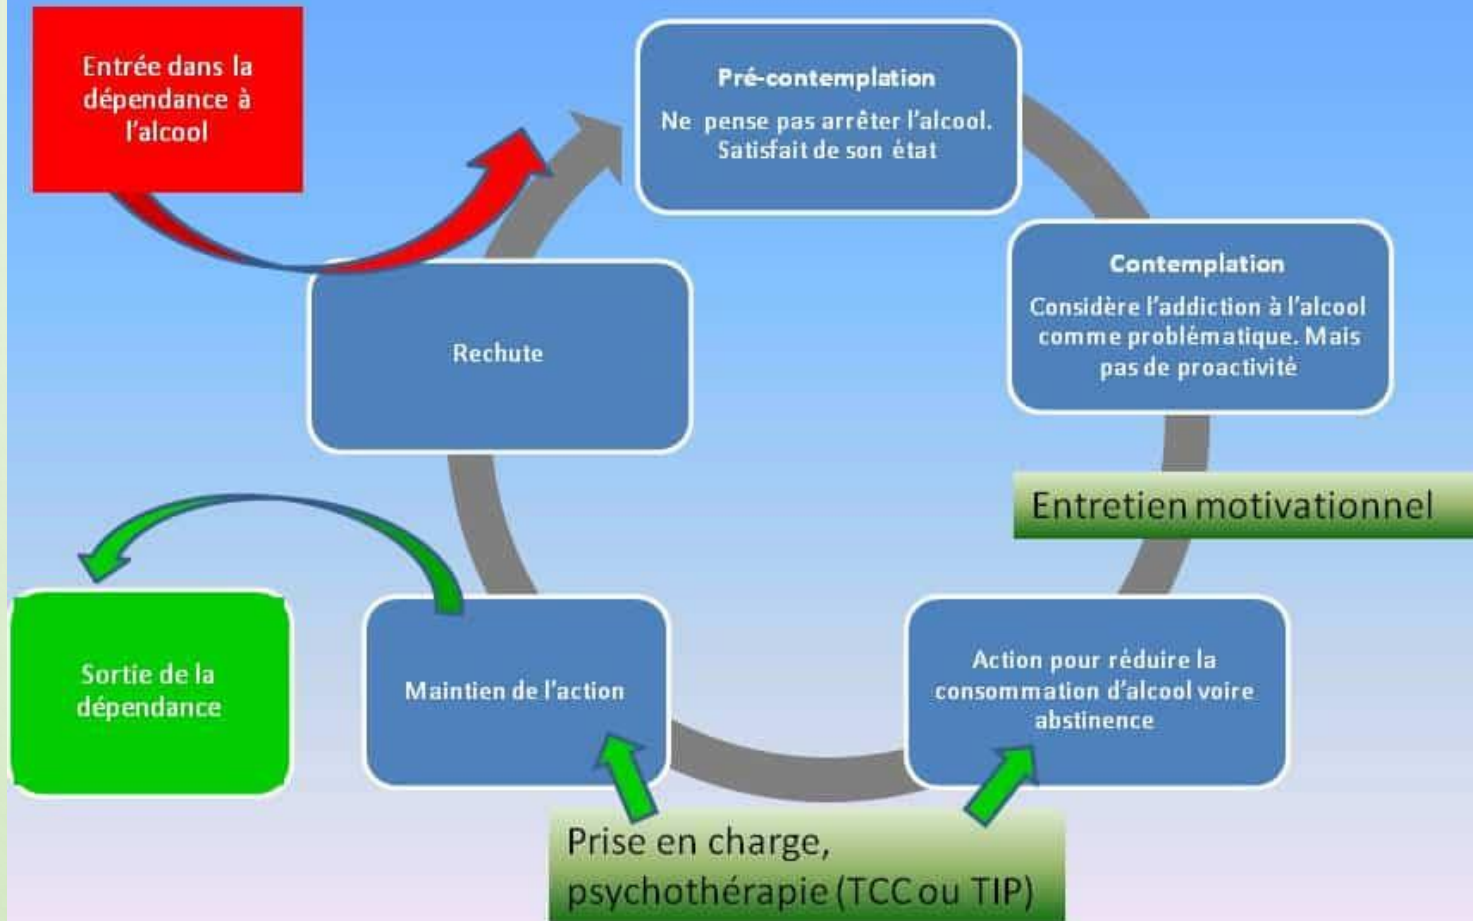 Entrée dans la
dépendance à
l'alcool
Pré-contemplation
Ne pense pas arrêter l'alcool.
Satisfait de son état
Contemplation
Considère l'addiction à l'alcool
comme problématique. Mais
pas de proactivité
Rechute
Entretien motivationnel
Sortie de la
dépendance
Maintien de l'action
Action pour réduire la
consommation d'alcool voire
abstinence
Prise en charge,
psychothérapie (TCC ou TIP)